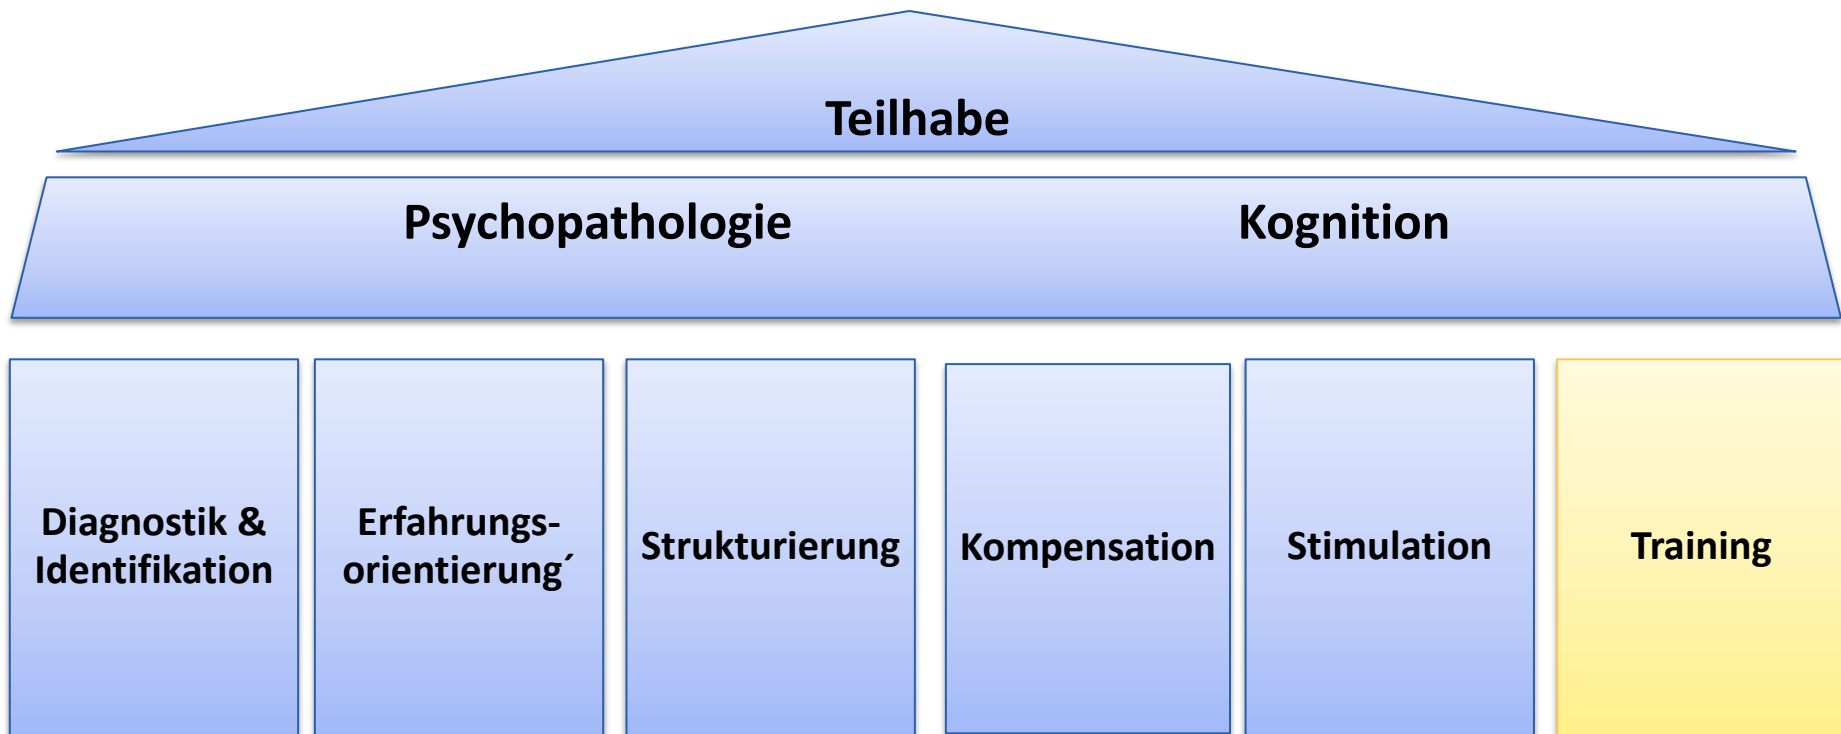 Teilhabe
Psychopathologie Kognition
Diagnostik &
Identifikation
Erfahrungs-
orientierung´
Strukturierung
Kompensation
Stimulation
Training